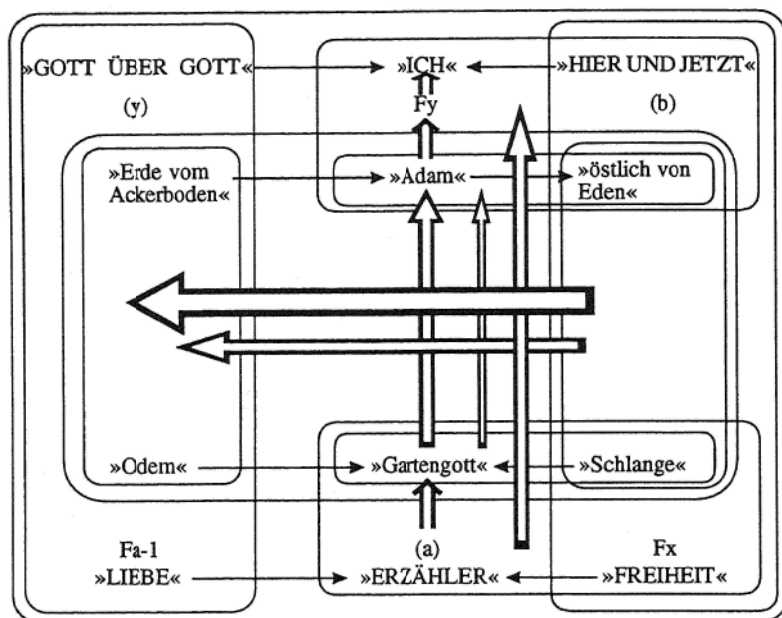 »GOTT ÜBER GOTT«
»ICH«
»HIER UND JETZT«
(y)
Fy
(b)
»Erde vom
Ackerboden«
»Adam«
»östlich von
Eden«
»Odem«
»Gartengott«
»Schlange«
Fa-1
(a)
Fx
»LIEBE«
»ERZÄHLER«
»FREIHEIT«